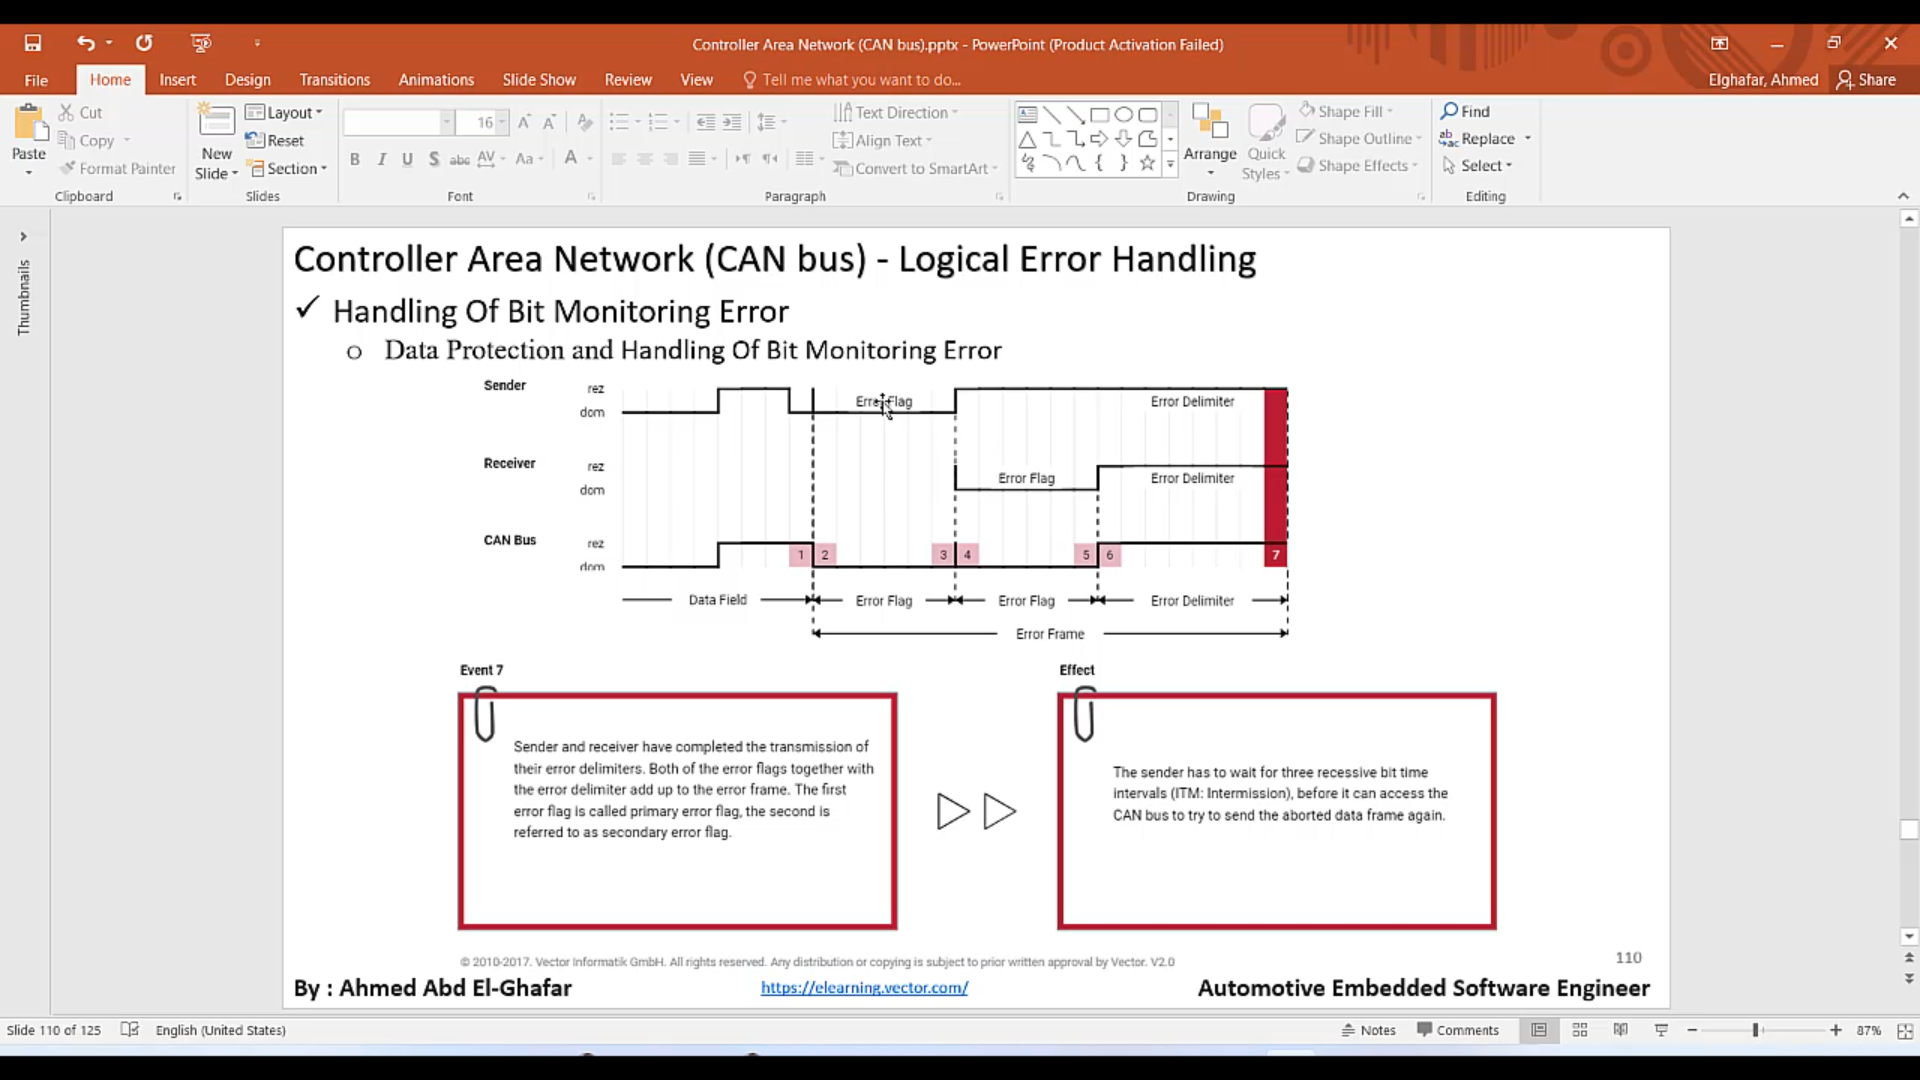 Controller Area Network (CAN bus).pptx - PowerPoint (Product Activation Failed)
File Home Insert Design Transitions Animations Slide Show Review View Tell me what you want to do... Elghafar, Ahmed Share
Paste
Cut
Copy
Format Painter
Clipboard
New
Slide
Layout
Reset
Section
Slides
16
B I U S abc AV Aa A
Font
Text Direction
Align Text
Convert to SmartArt
Paragraph
Arrange
Quick
Styles
Shape Fill
Shape Outline
Shape Effects
Drawing
Find
Replace
Select
Editing
Thumbnails
Controller Area Network (CAN bus) - Logical Error Handling
✓ Handling Of Bit Monitoring Error
o Data Protection and Handling Of Bit Monitoring Error
Sender rez
dom
Error Flag Error Delimiter
Receiver rez
dom
Error Flag Error Delimiter
CAN Bus rez
dom
1 2 3 4 5 6 7
Data Field Error Flag Error Flag Error Delimiter
Error Frame
Event 7
Sender and receiver have completed the transmission of
their error delimiters. Both of the error flags together with
the error delimiter add up to the error frame. The first
error flag is called primary error flag, the second is
referred to as secondary error flag.
Effect
The sender has to wait for three recessive bit time
intervals (ITM: Intermission), before it can access the
CAN bus to try to send the aborted data frame again.
© 2010-2017. Vector Informatik GmbH. All rights reserved. Any distribution or copying is subject to prior written approval by Vector. V2.0
110
By : Ahmed Abd El-Ghafar https://elearning.vector.com/ Automotive Embedded Software Engineer
Slide 110 of 125 English (United States) Notes Comments 87%